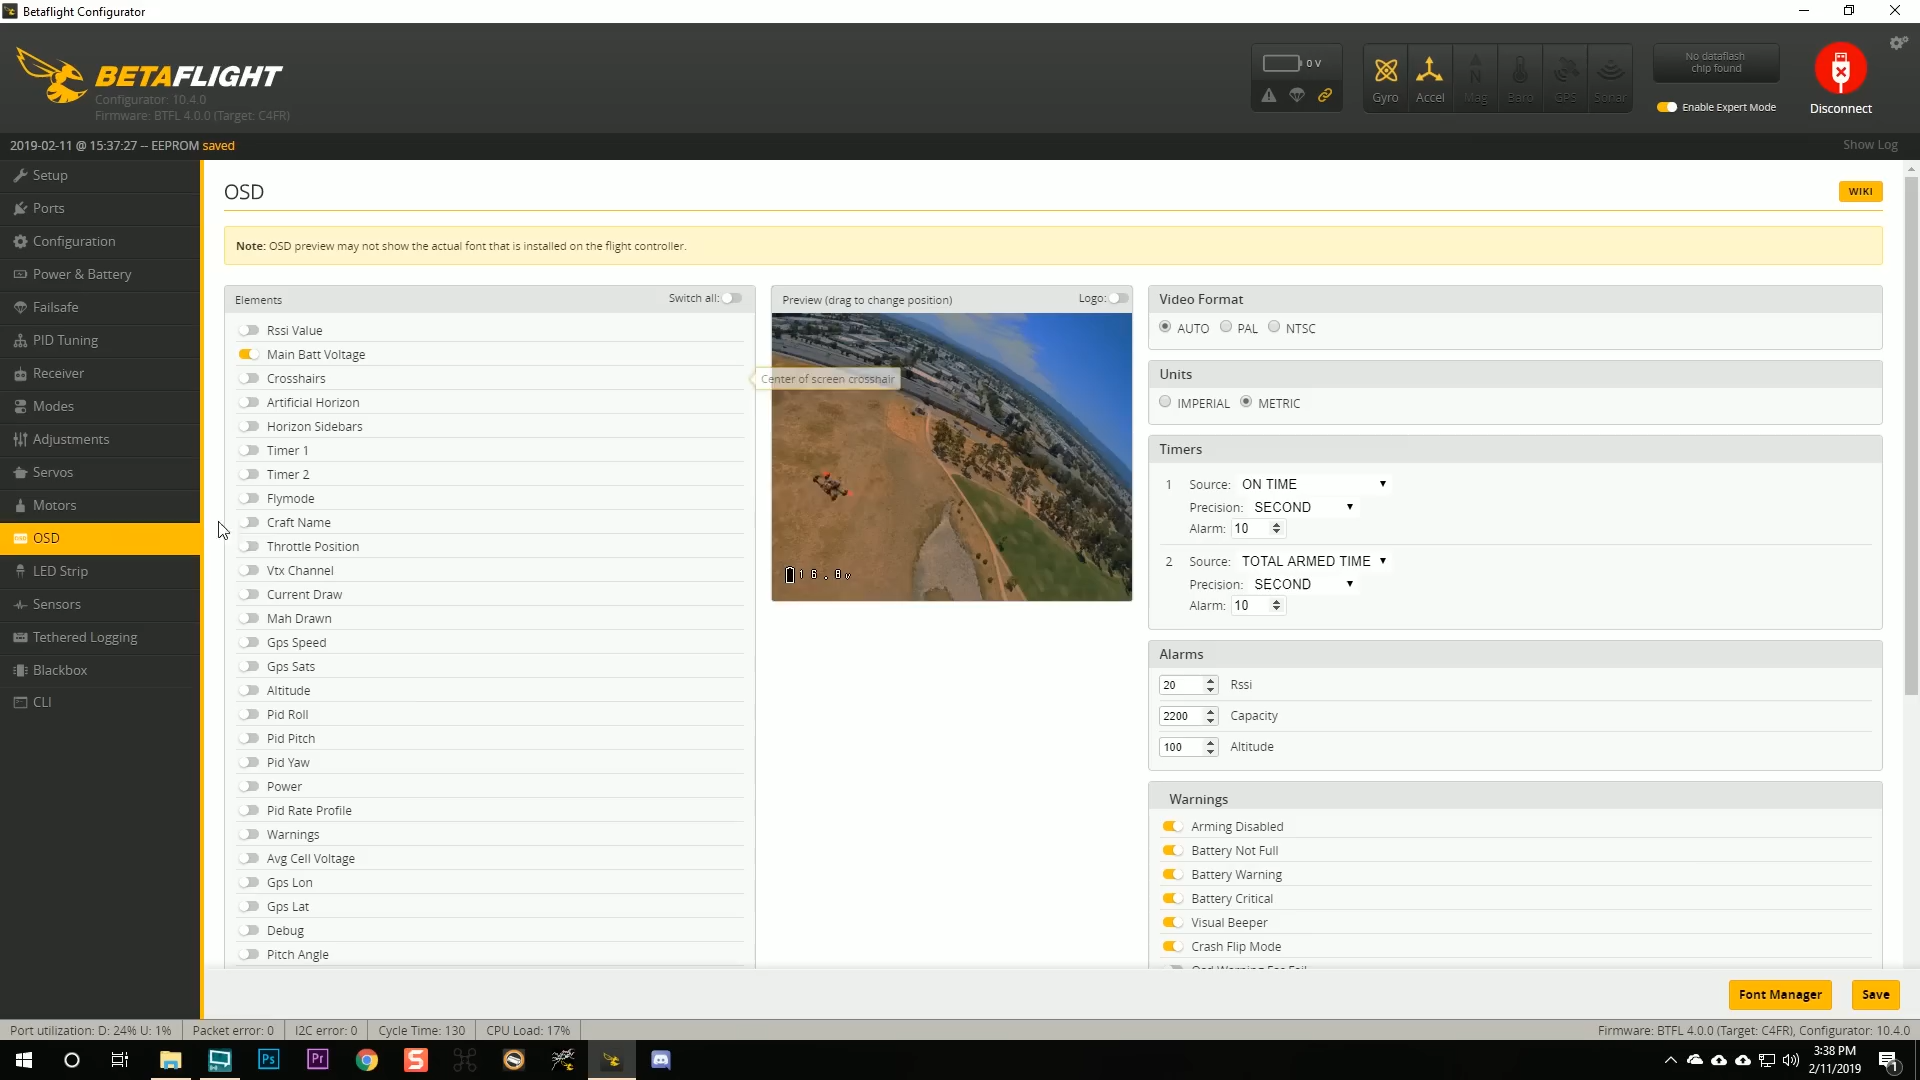 Betaflight Configurator
BETAFLIGHT
Configurator: 10.4.0
Firmware: BTFL 4.0.0 (Target: C4FR)
0 V
Gyro
Accel
Mag
Baro
GPS
Sonar
No dataflash
chip found
Enable Expert Mode
Disconnect
2019-02-11 @ 15:37:27 -- EEPROM saved
Show Log
Setup
Ports
Configuration
Power & Battery
Failsafe
PID Tuning
Receiver
Modes
Adjustments
Servos
Motors
OSD
LED Strip
Sensors
Tethered Logging
Blackbox
CLI
OSD
WIKI
Note: OSD preview may not show the actual font that is installed on the flight controller.
Elements
Switch all:
Rssi Value
Main Batt Voltage
Crosshairs
Artificial Horizon
Horizon Sidebars
Timer 1
Timer 2
Flymode
Craft Name
Throttle Position
Vtx Channel
Current Draw
Mah Drawn
Gps Speed
Gps Sats
Altitude
Pid Roll
Pid Pitch
Pid Yaw
Power
Pid Rate Profile
Warnings
Avg Cell Voltage
Gps Lon
Gps Lat
Debug
Pitch Angle
Preview (drag to change position)
Logo:
Center of screen crosshair
16.8v
Video Format
AUTO PAL NTSC
Units
IMPERIAL METRIC
Timers
1 Source: ON TIME
Precision: SECOND
Alarm: 10
2 Source: TOTAL ARMED TIME
Precision: SECOND
Alarm: 10
Alarms
20 Rssi
2200 Capacity
100 Altitude
Warnings
Arming Disabled
Battery Not Full
Battery Warning
Battery Critical
Visual Beeper
Crash Flip Mode
Font Manager
Save
Port utilization: D: 24% U: 1%
Packet error: 0
I2C error: 0
Cycle Time: 130
CPU Load: 17%
Firmware: BTFL 4.0.0 (Target: C4FR), Configurator: 10.4.0
Ps
Pr
S
3:38 PM
2/11/2019
1